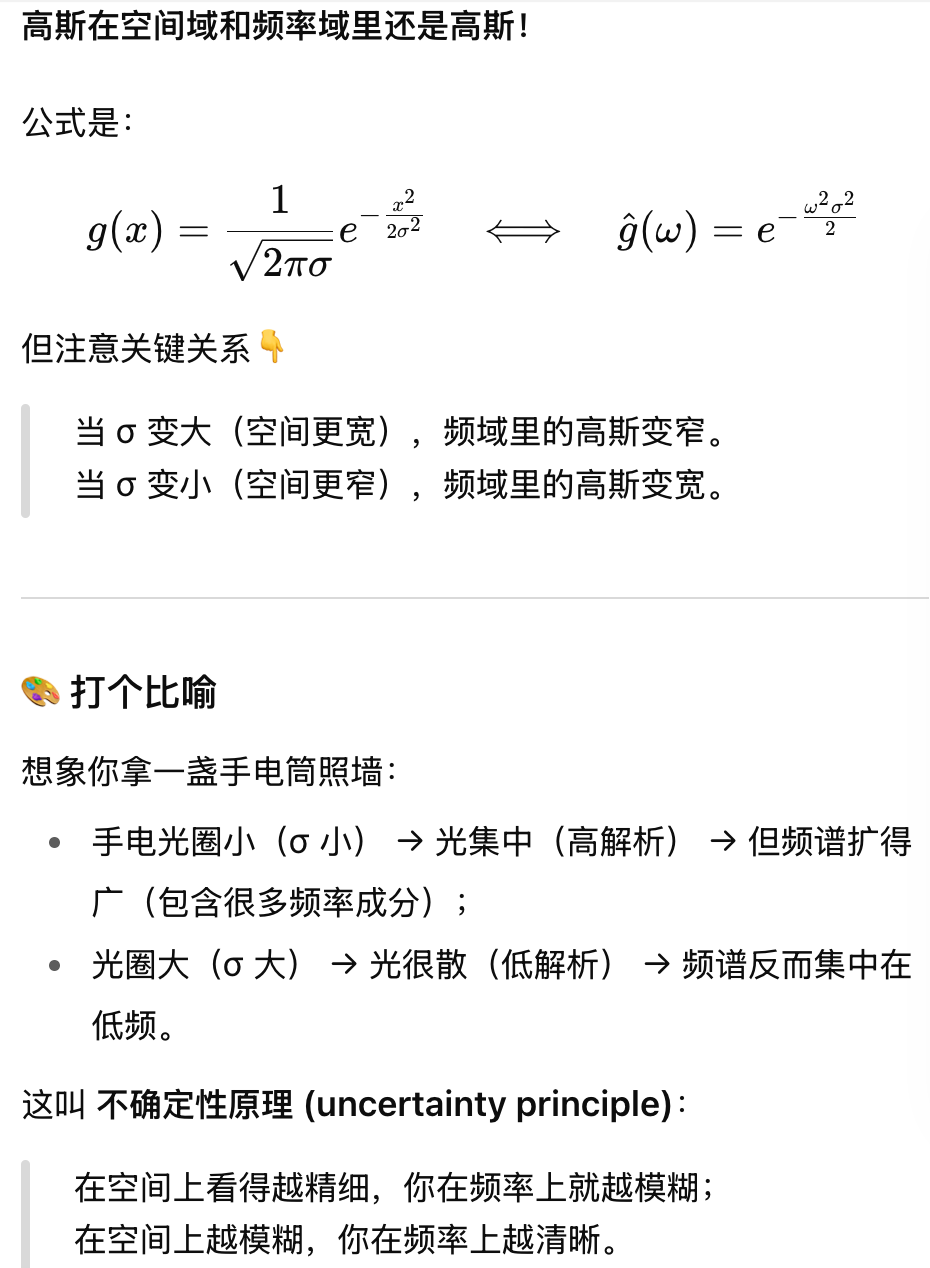 高斯在空间域和频率域里还是高斯！
公式是：
g(x) = \frac{1}{\sqrt{2\pi\sigma}} e^{-\frac{x^2}{2\sigma^2}} \iff \hat{g}(\omega) = e^{-\frac{\omega^2\sigma^2}{2}}
但注意关键关系👇
当 σ 变大（空间更宽），频域里的高斯变窄。
当 σ 变小（空间更窄），频域里的高斯变宽。
🎨 打个比喻
想象你拿一盏手电筒照墙：
• 手电光圈小（σ 小） → 光集中（高解析） → 但频谱扩得
广（包含很多频率成分）；
• 光圈大（σ 大） → 光很散（低解析） → 频谱反而集中在
低频。
这叫 不确定性原理 (uncertainty principle)：
在空间上看得越精细，你在频率上就越模糊；
在空间上越模糊，你在频率上越清晰。